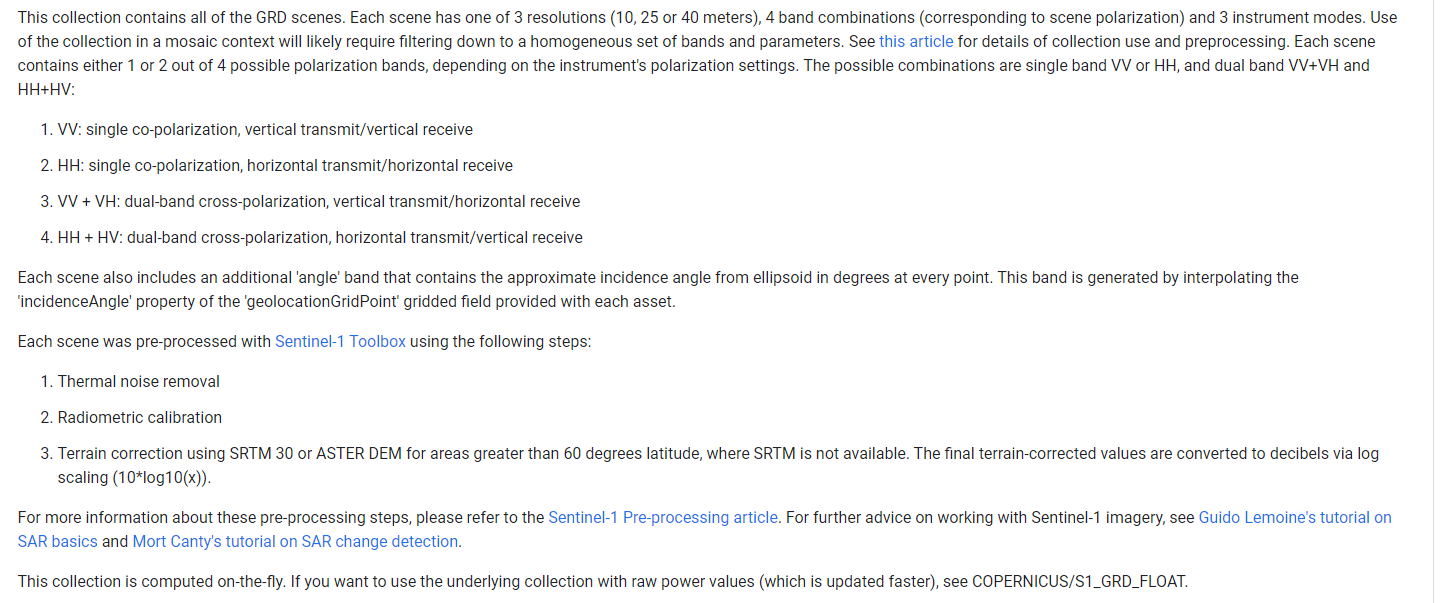 This collection contains all of the GRD scenes. Each scene has one of 3 resolutions (10, 25 or 40 meters), 4 band combinations (corresponding to scene polarization) and 3 instrument modes. Use
of the collection in a mosaic context will likely require filtering down to a homogeneous set of bands and parameters. See this article for details of collection use and preprocessing. Each scene
contains either 1 or 2 out of 4 possible polarization bands, depending on the instrument's polarization settings. The possible combinations are single band VV or HH, and dual band VV+VH and
HH+HV:
1. VV: single co-polarization, vertical transmit/vertical receive
2. HH: single co-polarization, horizontal transmit/horizontal receive
3. VV + VH: dual-band cross-polarization, vertical transmit/horizontal receive
4. HH + HV: dual-band cross-polarization, horizontal transmit/vertical receive
Each scene also includes an additional 'angle' band that contains the approximate incidence angle from ellipsoid in degrees at every point. This band is generated by interpolating the
'incidenceAngle' property of the 'geolocationGridPoint' gridded field provided with each asset.
Each scene was pre-processed with Sentinel-1 Toolbox using the following steps:
1. Thermal noise removal
2. Radiometric calibration
3. Terrain correction using SRTM 30 or ASTER DEM for areas greater than 60 degrees latitude, where SRTM is not available. The final terrain-corrected values are converted to decibels via log
scaling (10*log10(x)).
For more information about these pre-processing steps, please refer to the Sentinel-1 Pre-processing article. For further advice on working with Sentinel-1 imagery, see Guido Lemoine's tutorial on
SAR basics and Mort Canty's tutorial on SAR change detection.
This collection is computed on-the-fly. If you want to use the underlying collection with raw power values (which is updated faster), see COPERNICUS/S1_GRD_FLOAT.